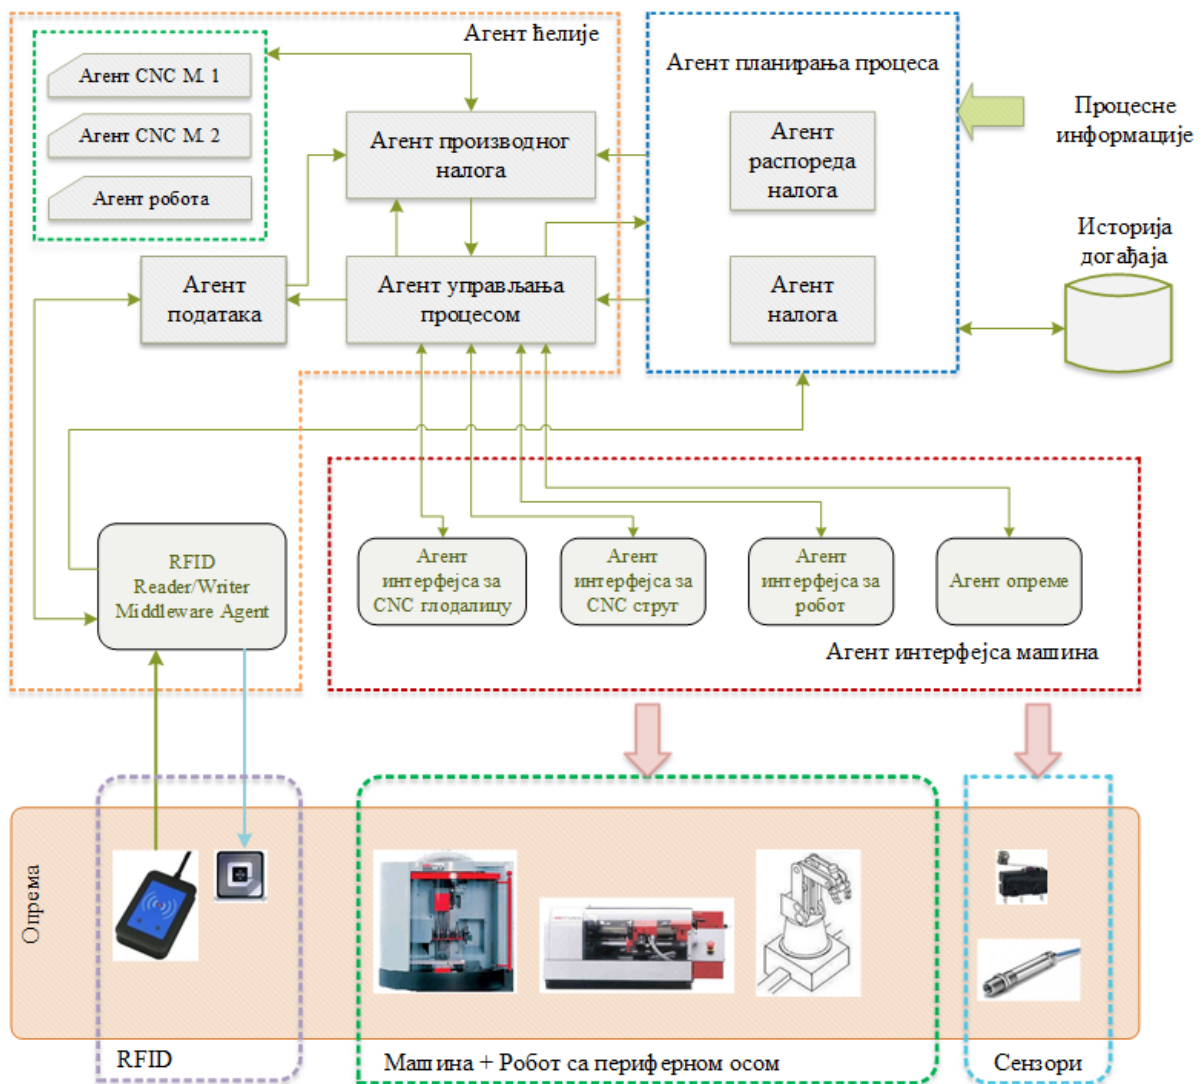 Агент ћелије
Агент CNC М. 1
Агент CNC М. 2
Агент робота
Агент производног
налога
Агент података
Агент управљања
процесом
Агент планирања процеса
Агент
распореда
налога
Агент
налога
Процесне
информације
Историја
догађаја
RFID
Reader/Writer
Middleware Agent
Агент
интерфејса за
CNC глодалицу
Агент
интерфејса за
CNC струг
Агент
интерфејса за
робот
Агент опреме
Агент интерфејса машина
Опрема
RFID
Машина + Робот са периферном осом
Сензори